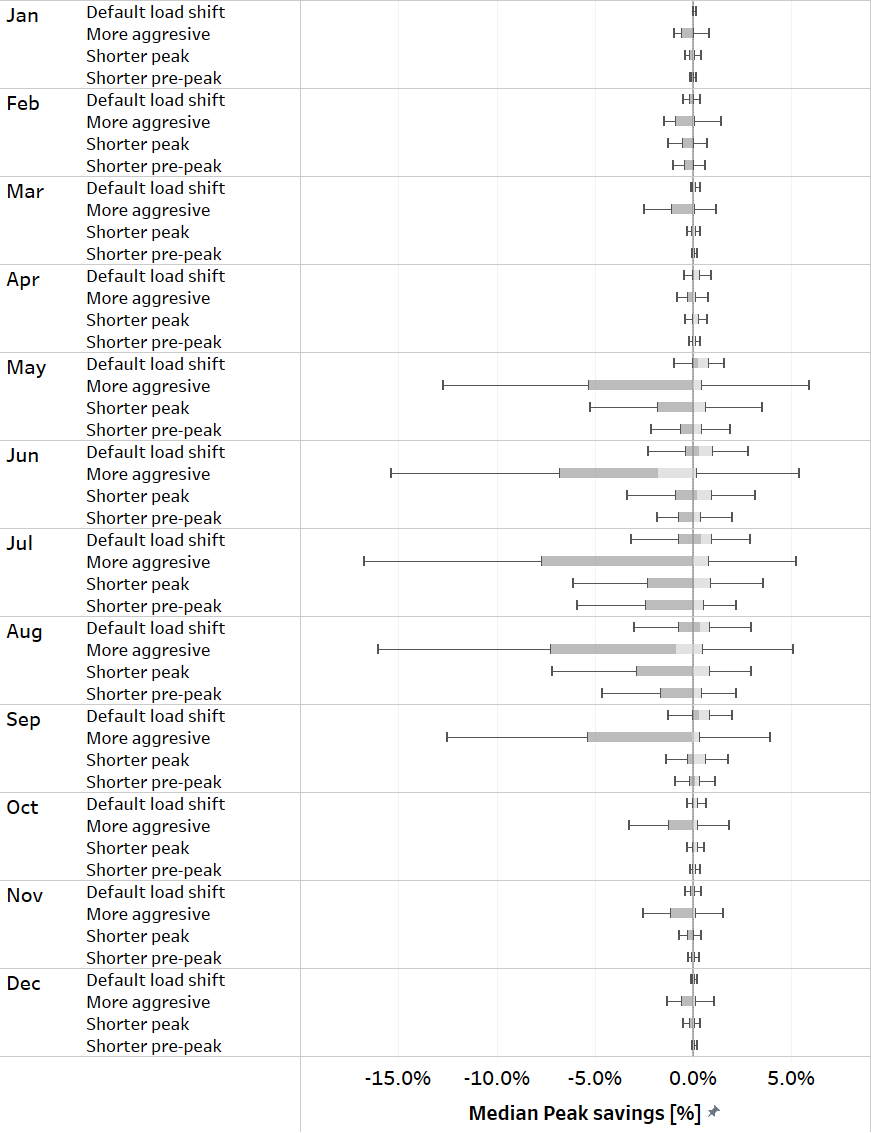 Jan Default load shift
More aggresive
Shorter peak
Shorter pre-peak
Feb Default load shift
More aggresive
Shorter peak
Shorter pre-peak
Mar Default load shift
More aggresive
Shorter peak
Shorter pre-peak
Apr Default load shift
More aggresive
Shorter peak
Shorter pre-peak
May Default load shift
More aggresive
Shorter peak
Shorter pre-peak
Jun Default load shift
More aggresive
Shorter peak
Shorter pre-peak
Jul Default load shift
More aggresive
Shorter peak
Shorter pre-peak
Aug Default load shift
More aggresive
Shorter peak
Shorter pre-peak
Sep Default load shift
More aggresive
Shorter peak
Shorter pre-peak
Oct Default load shift
More aggresive
Shorter peak
Shorter pre-peak
Nov Default load shift
More aggresive
Shorter peak
Shorter pre-peak
Dec Default load shift
More aggresive
Shorter peak
Shorter pre-peak
-15.0% -10.0% -5.0% 0.0% 5.0%
Median Peak savings [%]